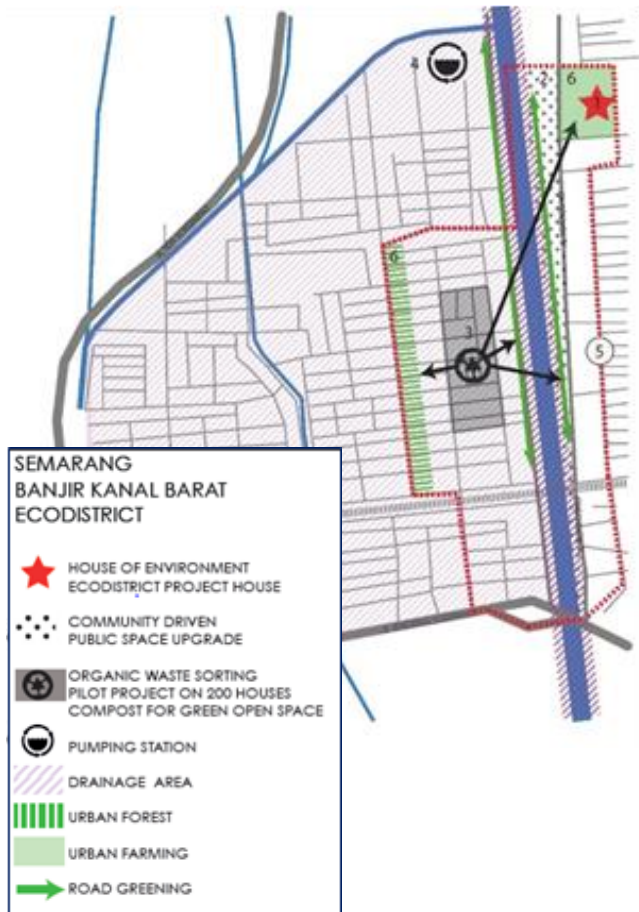 4
2
6
1
6
3
5
SEMARANG
BANJIR KANAL BARAT
ECODISTRICT
HOUSE OF ENVIRONMENT
ECODISTRICT PROJECT HOUSE
COMMUNITY DRIVEN
PUBLIC SPACE UPGRADE
ORGANIC WASTE SORTING
PILOT PROJECT ON 200 HOUSES
COMPOST FOR GREEN OPEN SPACE
PUMPING STATION
DRAINAGE AREA
URBAN FOREST
URBAN FARMING
ROAD GREENING